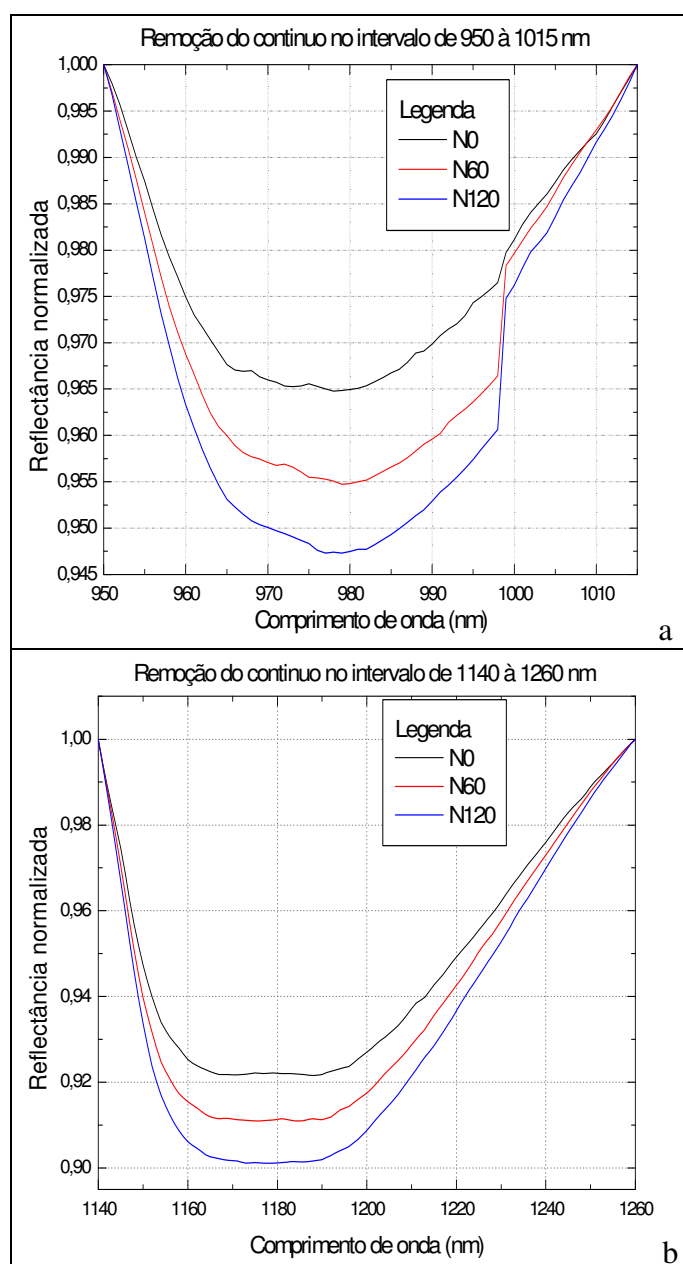 Remoção do continuo no intervalo de 950 à 1015 nm
Reflectância normalizada
1,000
0,995
0,990
0,985
0,980
0,975
0,970
0,965
0,960
0,955
0,950
0,945
Legenda
N0
N60
N120
950 960 970 980 990 1000 1010
Comprimento de onda (nm)
a
Remoção do continuo no intervalo de 1140 à 1260 nm
Reflectância normalizada
1,00
0,98
0,96
0,94
0,92
0,90
Legenda
N0
N60
N120
1140 1160 1180 1200 1220 1240 1260
Comprimento de onda (nm)
b